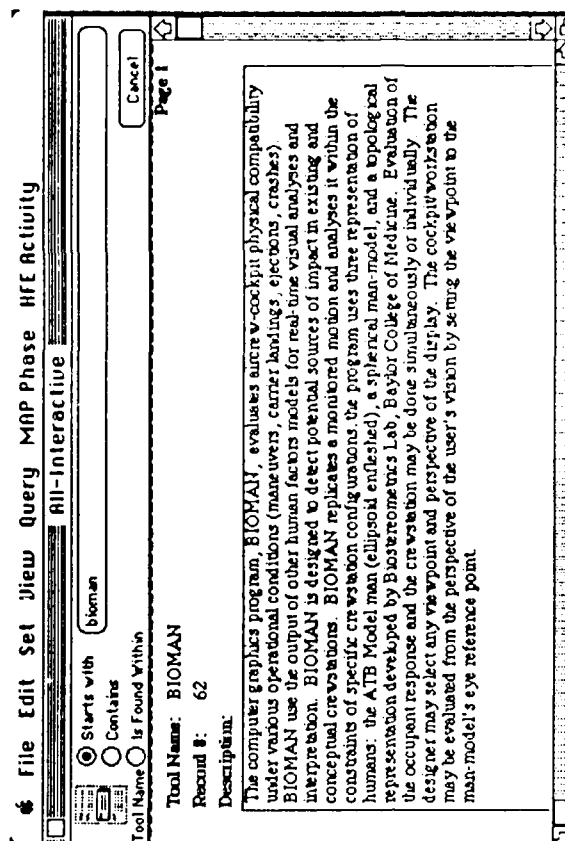 File Edit Set View Query MAP Phase HFE Activity
All-Interactive
Starts with
Contains
Tool Name Is Found Within
bioman
Cancel
Page 1
Tool Name: BIOMAN
Record #: 62
Description:
The computer graphics program, BIOMAN, evaluates aircrew-cockpit physical compatibility
under various operational conditions (maneuvers, carrier landings, ejections, crashes).
BIOMAN use the output of other human factors models for real-time visual analyses and
interpretation. BIOMAN is designed to detect potential sources of impact in existing and
conceptual crewstations. BIOMAN replicates a monitored motion and analyses it within the
constraints of specific crewstation configurations. the program uses three representation of
humans: the ATB Model man (ellipsoid enfleshed), a spherical man-model, and a topological
representation developed by Biostereometrics Lab, Baylor College of Medicine. Evaluation of
the occupant response and the crewstation may be done simultaneously or individually. The
designer may select any viewpoint and perspective of the display. The cockpit/workstation
may be evaluated from the perspective of the user's vision by setting the viewpoint to the
man-model's eye reference point.